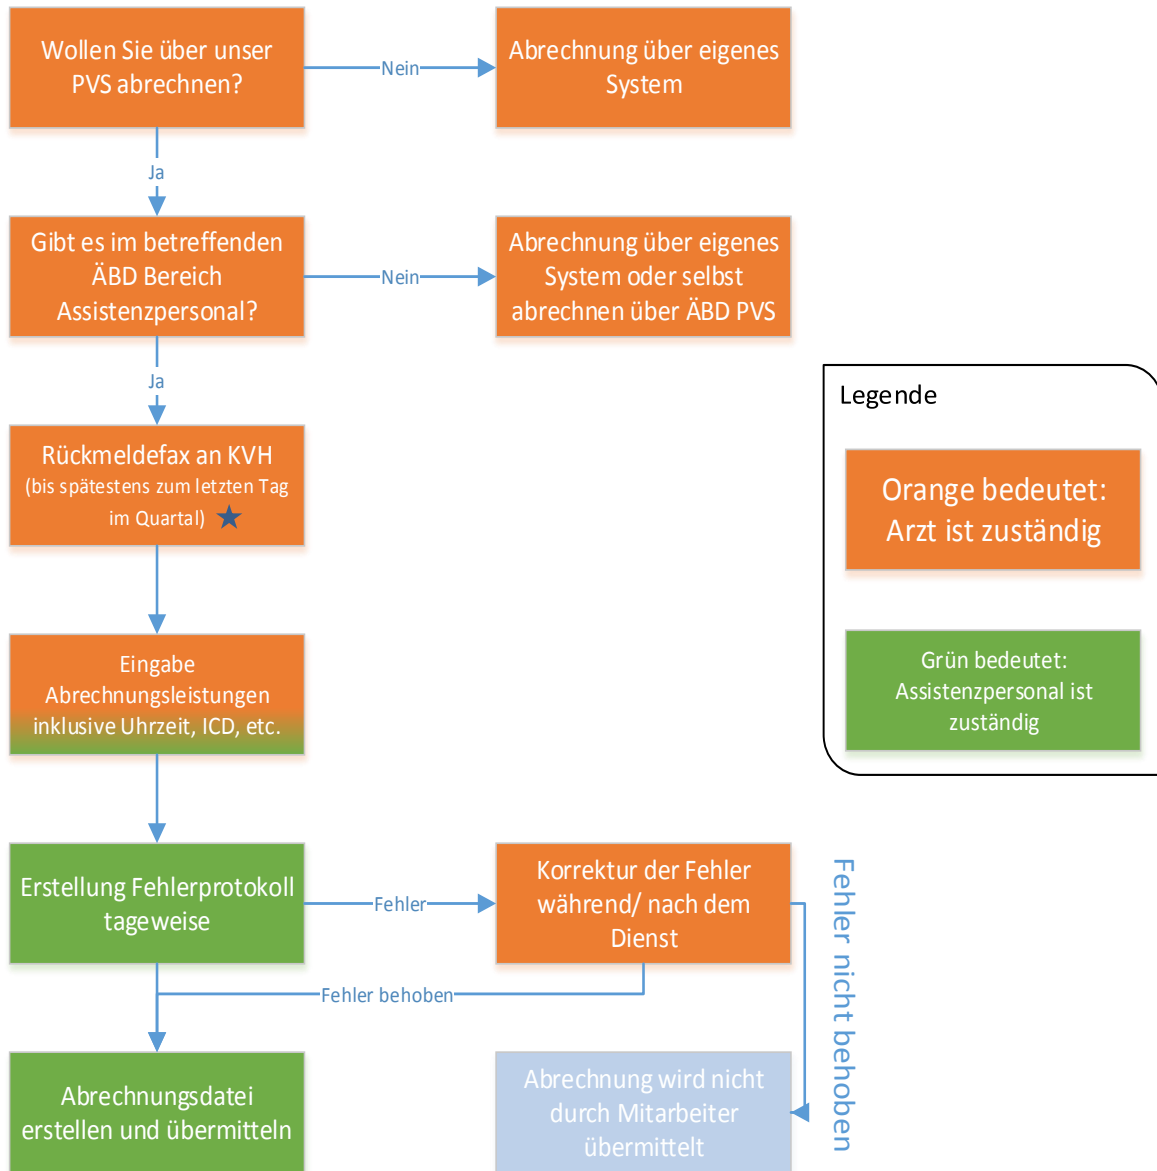 Wollen Sie über unser
PVS abrechnen?
Nein
Abrechnung über eigenes
System
Ja
Gibt es im betreffenden
ÄBD Bereich
Assistenzpersonal?
Nein
Abrechnung über eigenes
System oder selbst
abrechnen über ÄBD PVS
Ja
Rückmeldefax an KVH
(bis spätestens zum letzten Tag
im Quartal)
Legende
Orange bedeutet:
Arzt ist zuständig
Grün bedeutet:
Assistenzpersonal ist
zuständig
Eingabe
Abrechnungsleistungen
inklusive Uhrzeit, ICD, etc.
Erstellung Fehlerprotokoll
tageweise
Fehler
Korrektur der Fehler
während/ nach dem
Dienst
Fehler nicht behoben
Fehler behoben
Abrechnungsdatei
erstellen und übermitteln
Abrechnung wird nicht
durch Mitarbeiter
übermittelt